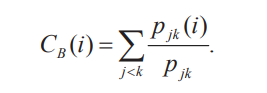 C_B(i) = \sum_{j<k} \frac{p_{jk}(i)}{p_{jk}}.